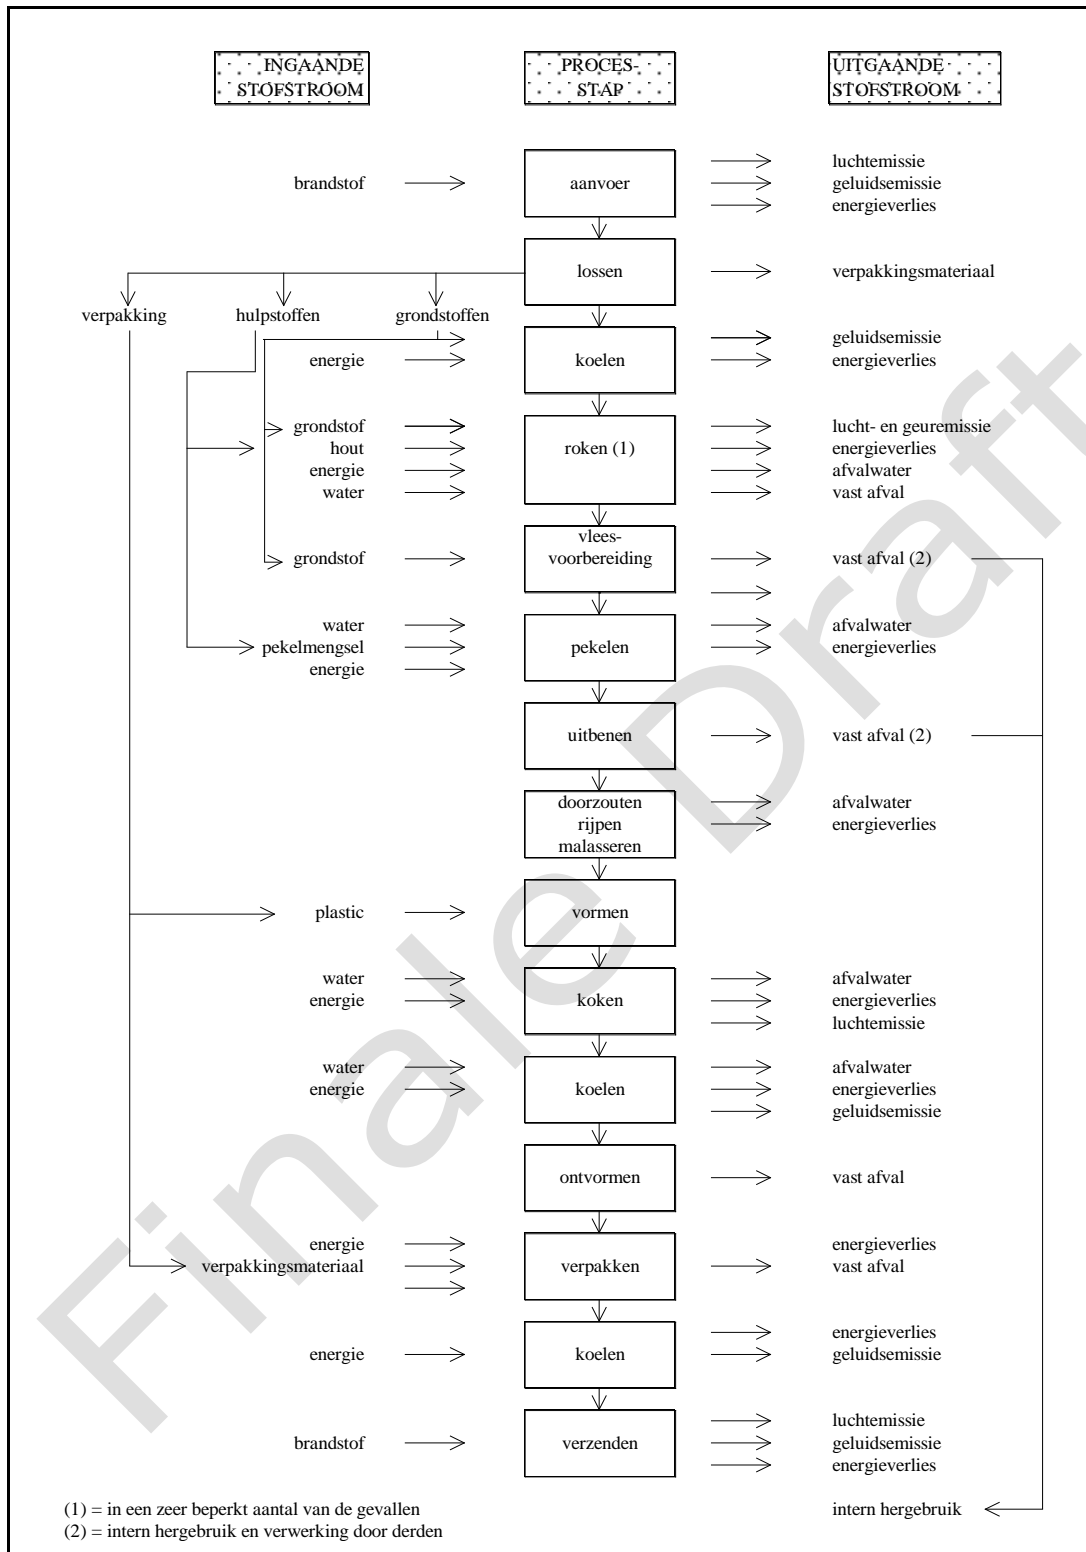 INGAANDE
STOFSTROOM
PROCES-
STAP
UITGAANDE
STOFSTROOM
brandstof
aanvoer
luchtemissie
geluidsemissie
energieverlies
lossen
verpakkingsmateriaal
verpakking
hulpstoffen
grondstoffen
energie
koelen
geluidsemissie
energieverlies
grondstof
hout
energie
water
roken (1)
lucht- en geuremissie
energieverlies
afvalwater
vast afval
grondstof
vlees-
voorbereiding
vast afval (2)
water
pekelmengsel
energie
pekelen
afvalwater
energieverlies
uitbenen
vast afval (2)
doorzouten
rijpen
malasseren
afvalwater
energieverlies
plastic
vormen
water
energie
koken
afvalwater
energieverlies
luchtemissie
water
energie
koelen
afvalwater
energieverlies
geluidsemissie
ontvormen
vast afval
energie
verpakkingsmateriaal
verpakken
energieverlies
vast afval
energie
koelen
energieverlies
geluidsemissie
brandstof
verzenden
luchtemissie
geluidsemissie
energieverlies
(1) = in een zeer beperkt aantal van de gevallen
(2) = intern hergebruik en verwerking door derden
intern hergebruik
Finale Draft